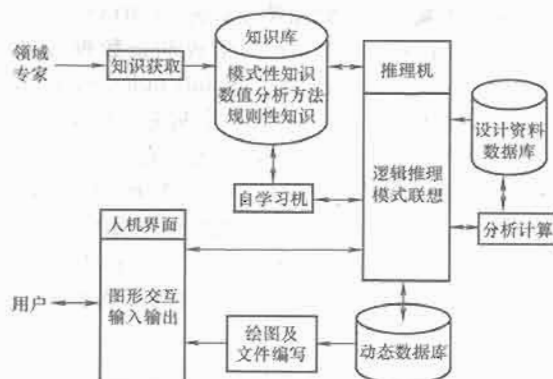 领域
专家
知识获取
知识库
模式性知识
数值分析方法
规则性知识
推理机
逻辑推理
模式联想
设计资料
数据库
自学习机
分析计算
人机界面
用户
图形交互
输入输出
绘图及
文件编写
动态数据库